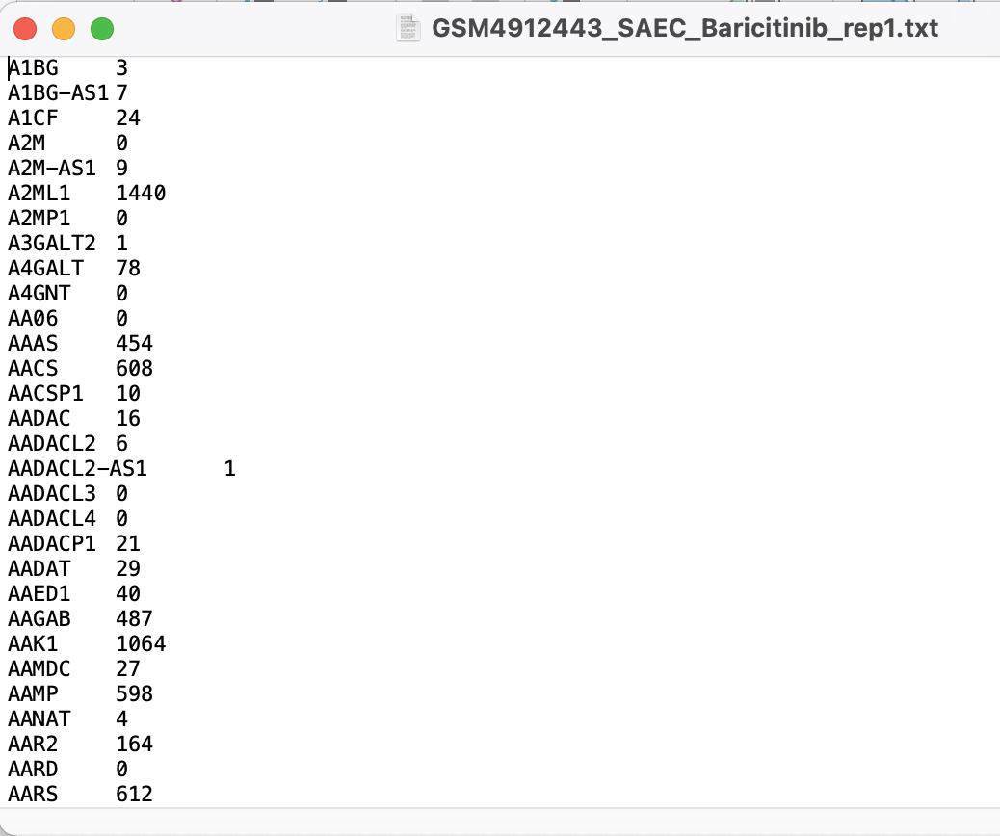 GSM4912443_SAEC_Baricitinib_rep1.txt
A1BG	3
A1BG-AS1	7
A1CF	24
A2M	0
A2M-AS1	9
A2ML1	1440
A2MP1	0
A3GALT2	1
A4GALT	78
A4GNT	0
AA06	0
AAAS	454
AACS	608
AACSP1	10
AADAC	16
AADACL2	6
AADACL2-AS1	1
AADACL3	0
AADACL4	0
AADACP1	21
AADAT	29
AAED1	40
AAGAB	487
AAK1	1064
AAMDC	27
AAMP	598
AANAT	4
AAR2	164
AARD	0
AARS	612